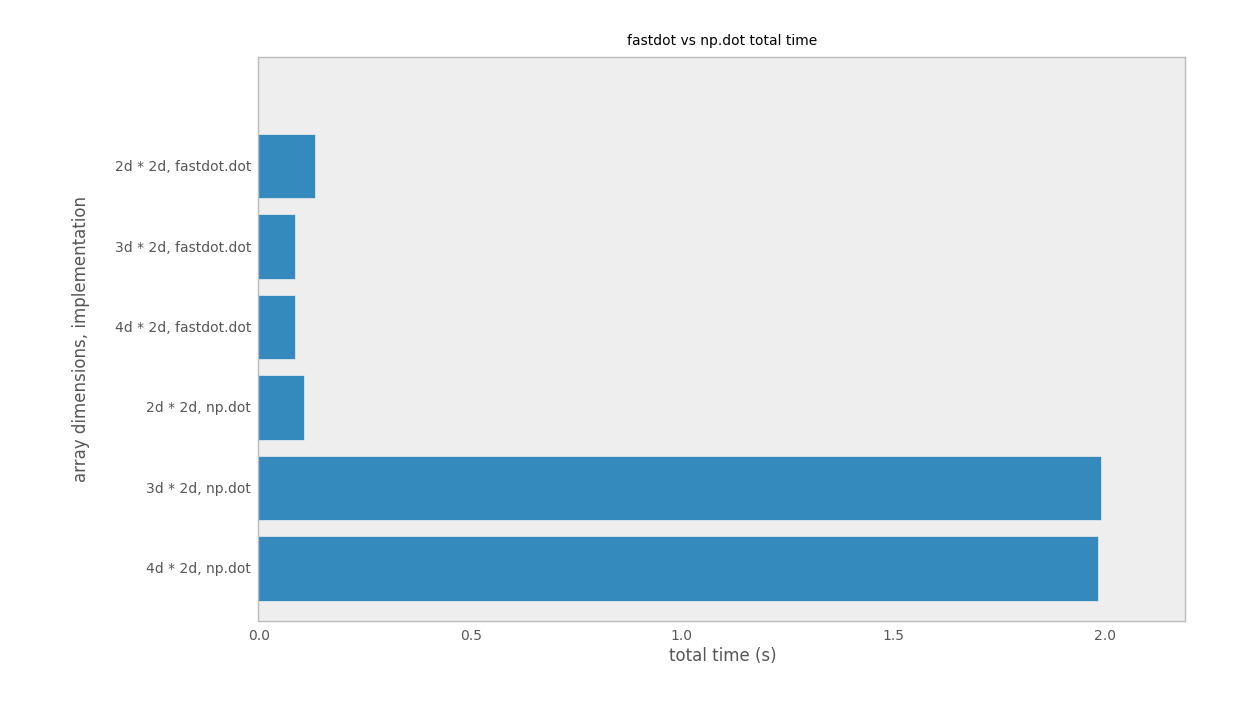 fastdot vs np.dot total time
array dimensions, implementation
2d * 2d, fastdot.dot
3d * 2d, fastdot.dot
4d * 2d, fastdot.dot
2d * 2d, np.dot
3d * 2d, np.dot
4d * 2d, np.dot
0.0 0.5 1.0 1.5 2.0
total time (s)